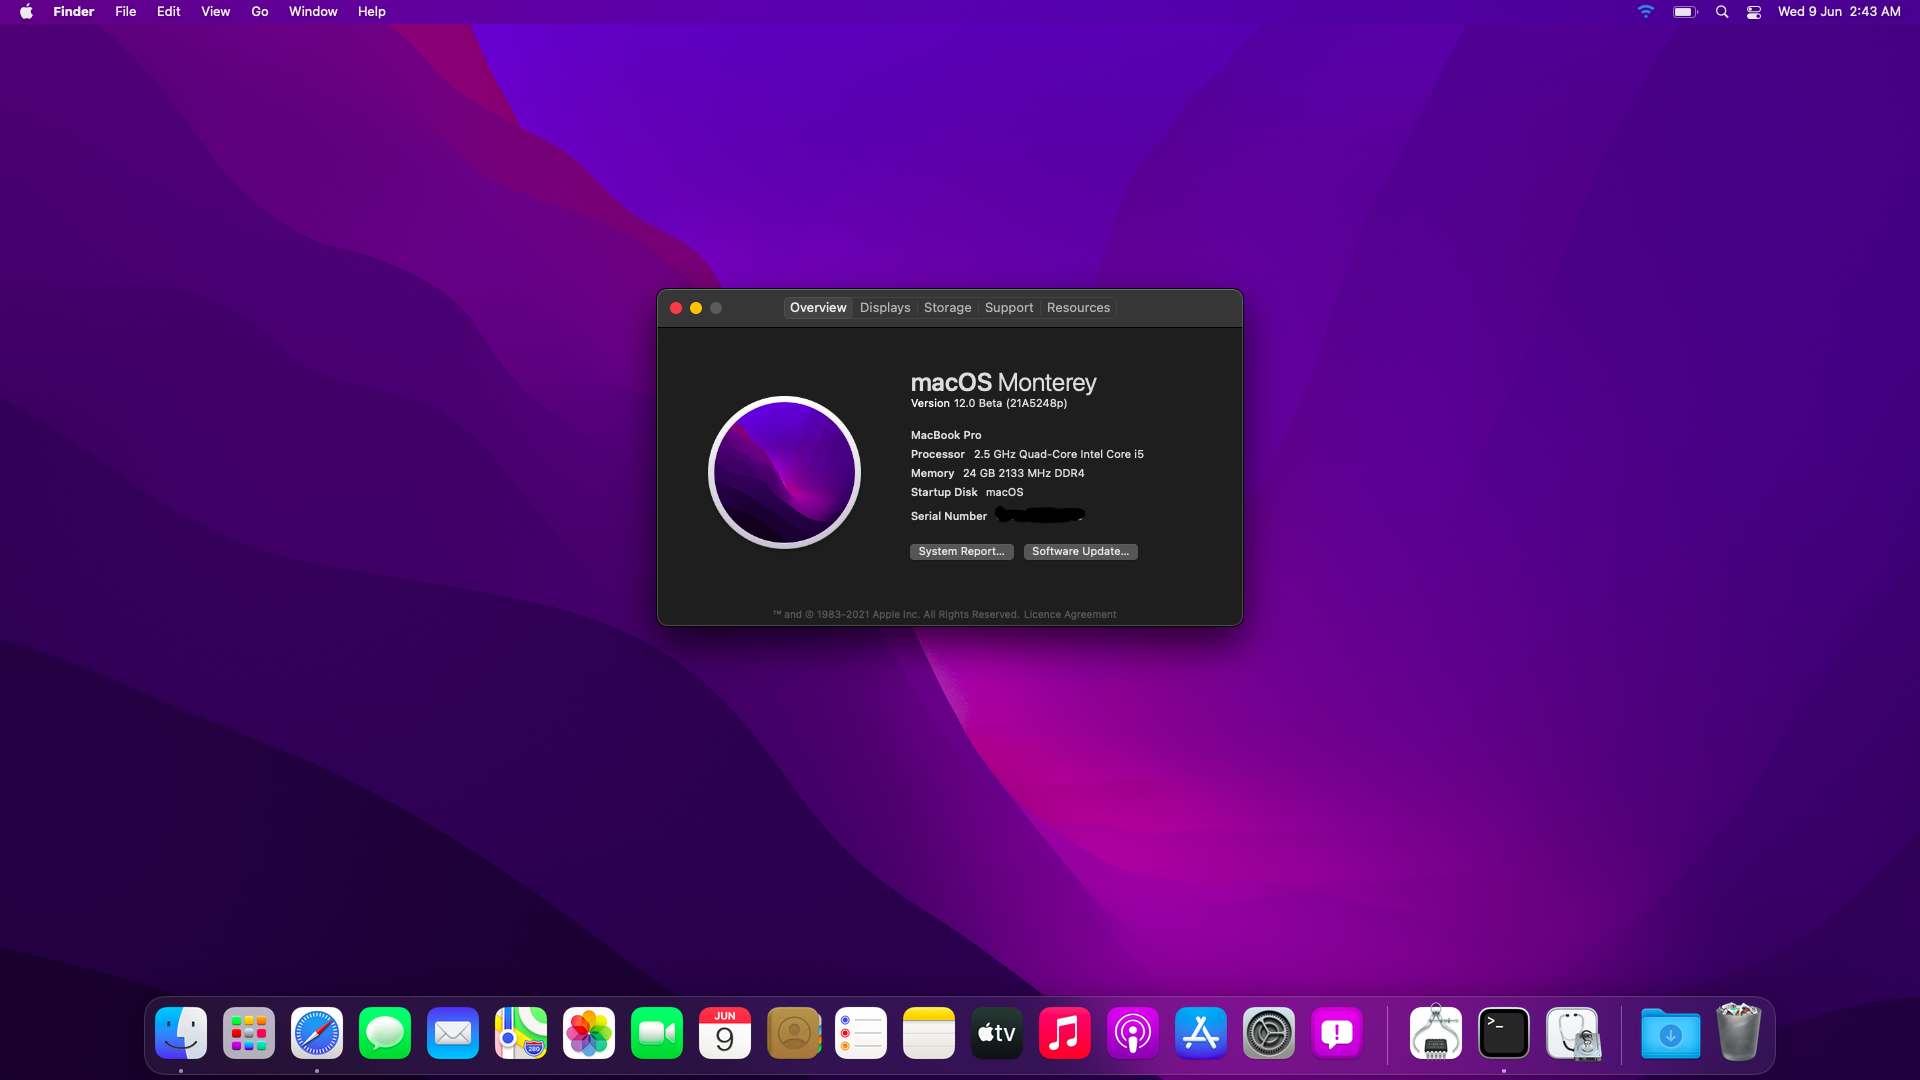 Finder File Edit View Go Window Help Wed 9 Jun 2:43 AM
Overview Displays Storage Support Resources
macOS Monterey
Version 12.0 Beta (21A5248p)
MacBook Pro
Processor 2.5 GHz Quad-Core Intel Core i5
Memory 24 GB 2133 MHz DDR4
Startup Disk macOS
Serial Number
System Report... Software Update...
™ and © 1983-2021 Apple Inc. All Rights Reserved. Licence Agreement
JUN
9
280
tv
>_